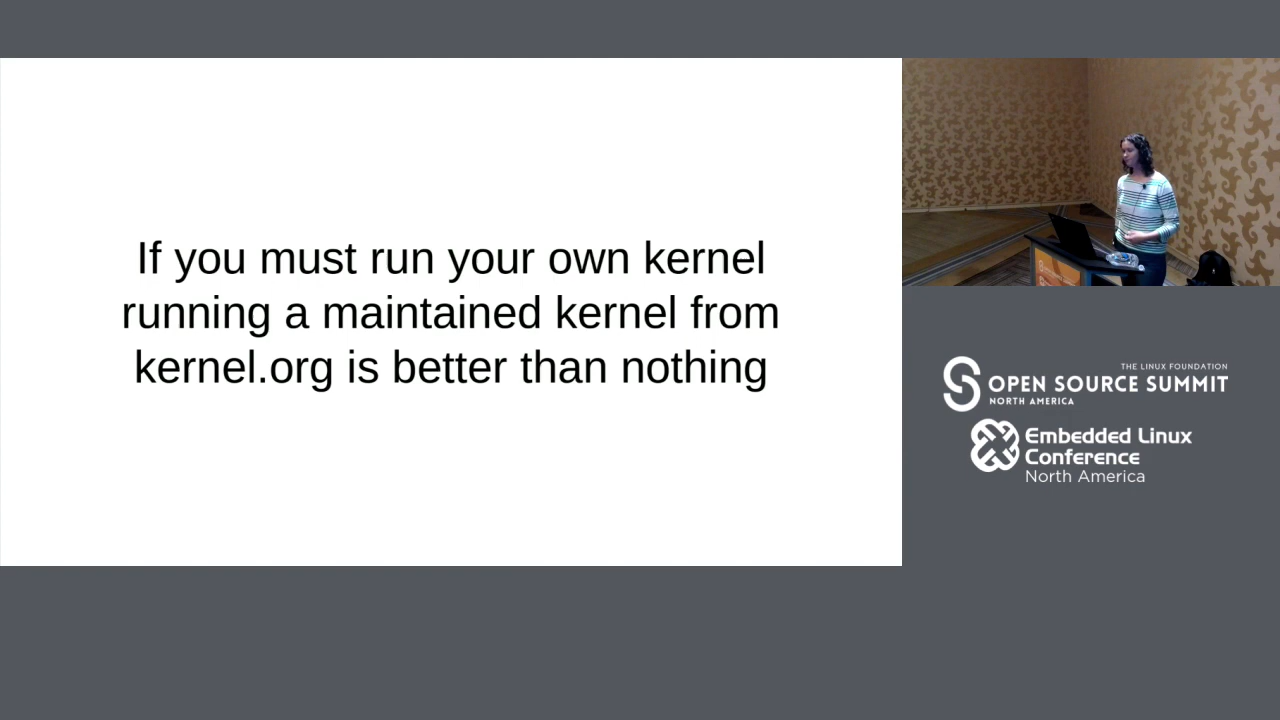 If you must run your own kernel
running a maintained kernel from
kernel.org is better than nothing
THE LINUX FOUNDATION
OPEN SOURCE SUMMIT
NORTH AMERICA
Embedded Linux
Conference
North America